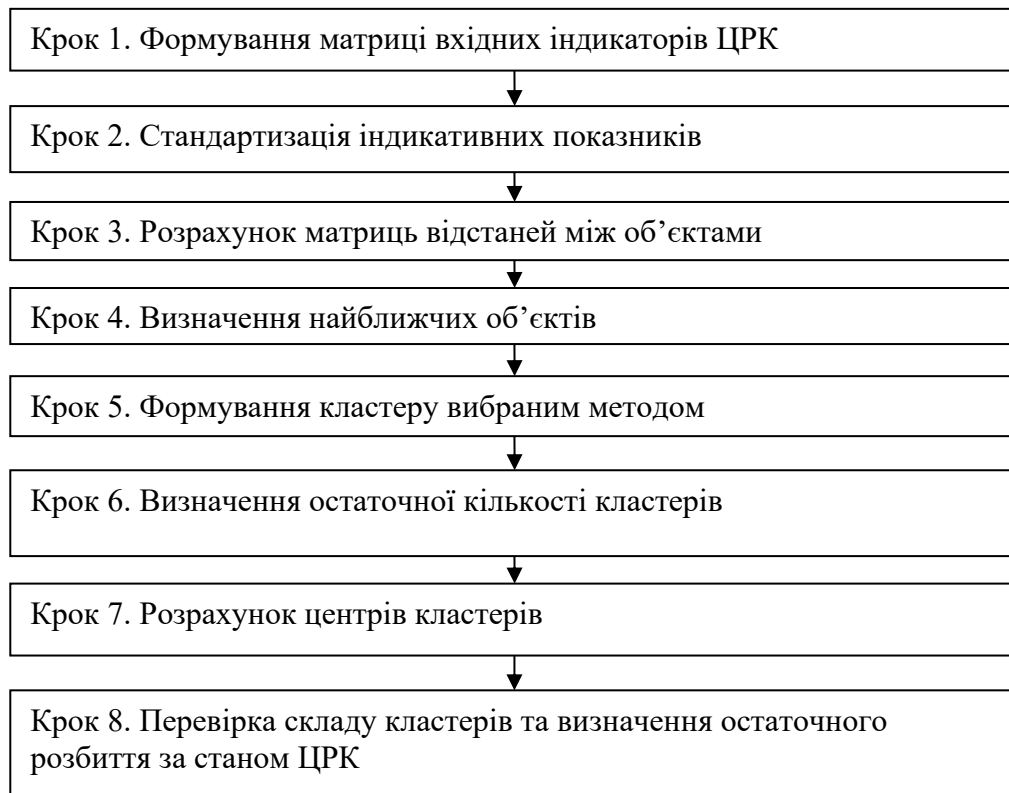 Крок 1. Формування матриці вхідних індикаторів ЦРК
Крок 2. Стандартизація індикативних показників
Крок 3. Розрахунок матриць відстаней між об’єктами
Крок 4. Визначення найближчих об’єктів
Крок 5. Формування кластеру вибраним методом
Крок 6. Визначення остаточної кількості кластерів
Крок 7. Розрахунок центрів кластерів
Крок 8. Перевірка складу кластерів та визначення остаточного
розбиття за станом ЦРК